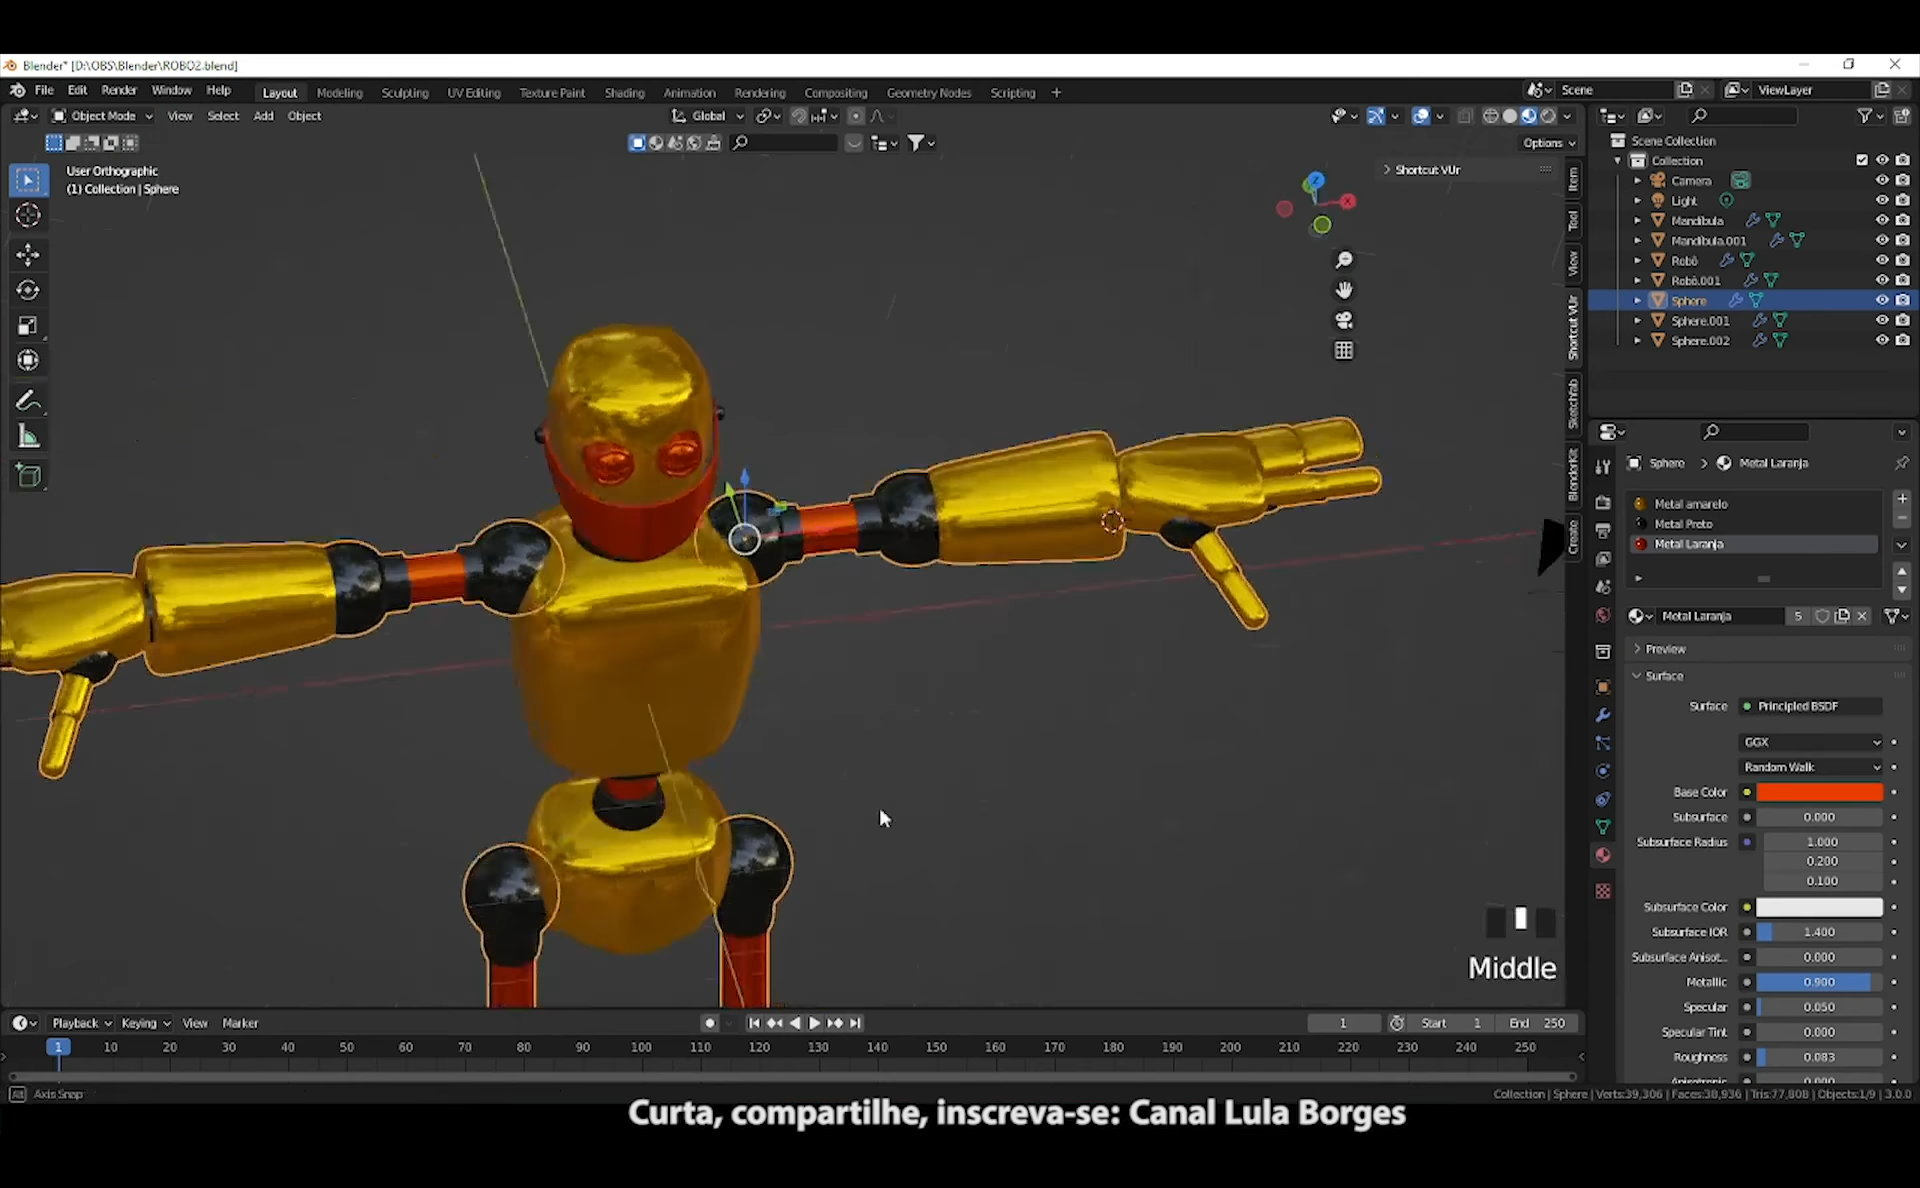 Blender* [D:\OBS\Blender\ROBO2.blend]
File Edit Render Window Help Layout Modeling Sculpting UV Editing Texture Paint Shading Animation Rendering Compositing Geometry Nodes Scripting + Scene ViewLayer
Object Mode View Select Add Object Global
Options
User Orthographic
(1) Collection | Sphere
Shortcut VUr
Z
X
Item
Tool
View
Shortcut VUr
Sketchfab
BlenderKit
Create
Scene Collection
Collection
Camera
Light
Mandibula
Mandibula.001
Robô
Robô.001
Sphere
Sphere.001
Sphere.002
Sphere > Metal Laranja
Metal amarelo
Metal Preto
Metal Laranja
Metal Laranja 5
Preview
Surface
Surface Principled BSDF
GGX
Random Walk
Base Color
Subsurface 0.000
Subsurface Radius 1.000
0.200
0.100
Subsurface Color
Subsurface IOR 1.400
Subsurface Anisot... 0.000
Metallic 0.900
Specular 0.050
Specular Tint 0.000
Roughness 0.083
Middle
Playback Keying View Marker 1 Start 1 End 250
1 10 20 30 40 50 60 70 80 90 100 110 120 130 140 150 160 170 180 190 200 210 220 230 240 250
Alt Axis Snap
Collection | Sphere | Verts:39,306 | Faces:38,936 | Tris:77,808 | Objects:1/9 | 3.0.0
Curta, compartilhe, inscreva-se: Canal Lula Borges